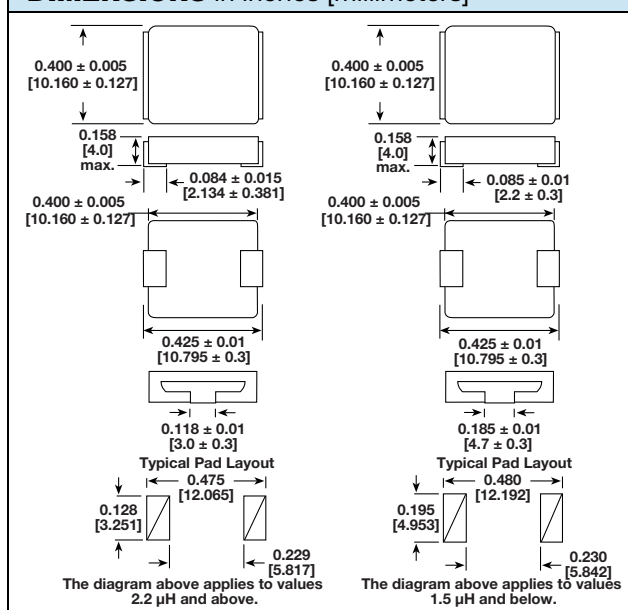 Dimensions in inches [millimeters]
0.400 ± 0.005
[10.160 ± 0.127]
0.158
[4.0]
max.
0.084 ± 0.015
[2.134 ± 0.381]
0.400 ± 0.005
[10.160 ± 0.127]
0.425 ± 0.01
[10.795 ± 0.3]
0.118 ± 0.01
[3.0 ± 0.3]
Typical Pad Layout
0.475
[12.065]
0.128
[3.251]
0.229
[5.817]
The diagram above applies to values
2.2 µH and above.
0.400 ± 0.005
[10.160 ± 0.127]
0.158
[4.0]
max.
0.085 ± 0.01
[2.2 ± 0.3]
0.400 ± 0.005
[10.160 ± 0.127]
0.425 ± 0.01
[10.795 ± 0.3]
0.185 ± 0.01
[4.7 ± 0.3]
Typical Pad Layout
0.480
[12.192]
0.195
[4.953]
0.230
[5.842]
The diagram above applies to values
1.5 µH and below.